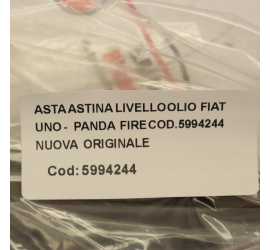 ASTA ASTINA LIVELLO OLIO FIAT
UNO - PANDA FIRE COD.5994244
NUOVA ORIGINALE
Cod: 5994244